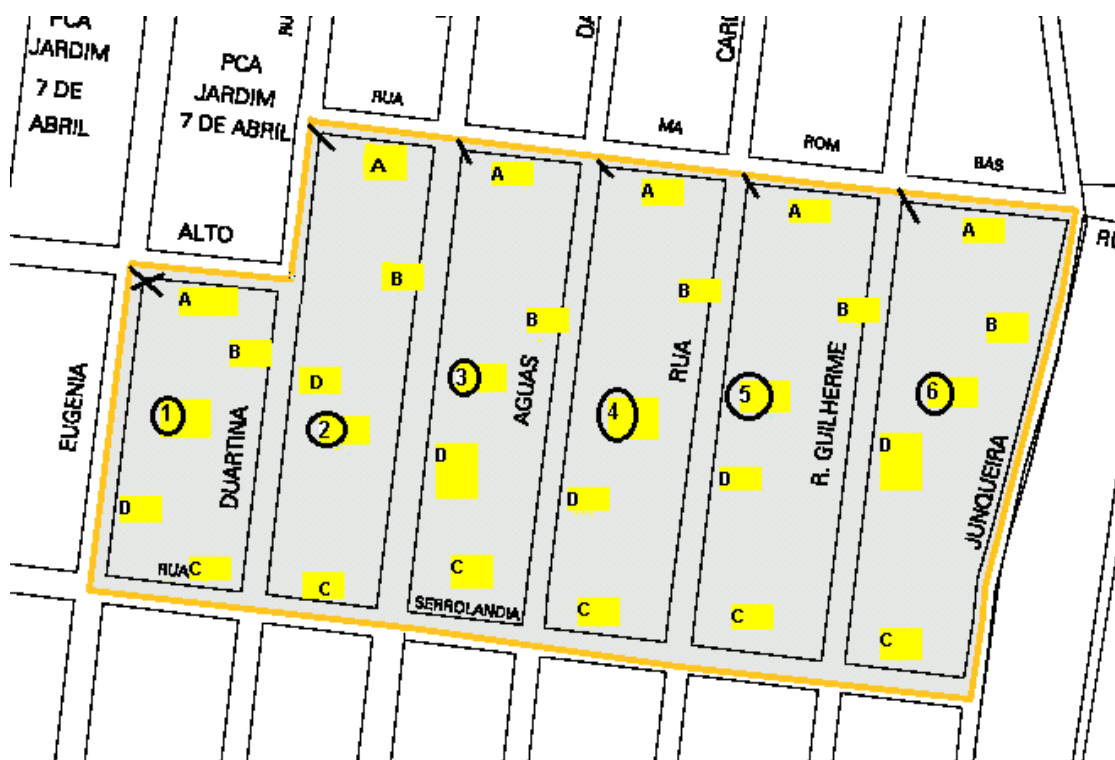 PCA
JARDIM
7 DE
ABRIL
PCA
JARDIM
7 DE ABRIL
RUA
DA
MA
CARL
ROM
BAS
ALTO
EUGENIA
A
B
1
D
DUARTINA
RUA
C
A
B
D
2
C
A
B
3
AGUAS
D
C
SERROLANDIA
A
B
RUA
4
D
C
A
B
5
R. GUILHERME
D
C
A
B
6
D
JUNQUEIRA
C